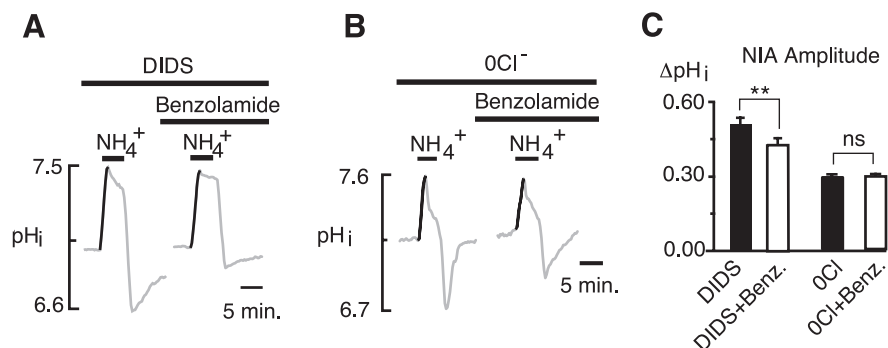 A
DIDS
Benzolamide
NH4+
NH4+
7.5
pHi
6.6
5 min.
B
0Cl-
Benzolamide
NH4+
NH4+
7.6
pHi
6.7
5 min.
C
NIA Amplitude
ΔpHi
0.60
**
0.30
ns
0.00
DIDS
DIDS+Benz.
0Cl
0Cl+Benz.